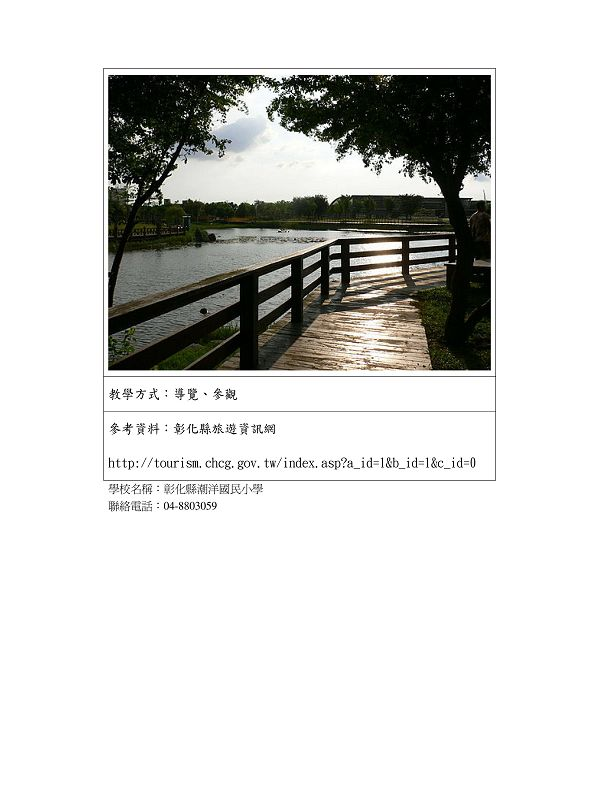 教學方式：導覽、參觀
參考資料：彰化縣旅遊資訊網
http://tourism.chcg.gov.tw/index.asp?a_id=1&b_id=1&c_id=0
學校名稱：彰化縣潮洋國民小學
聯絡電話：04-8803059